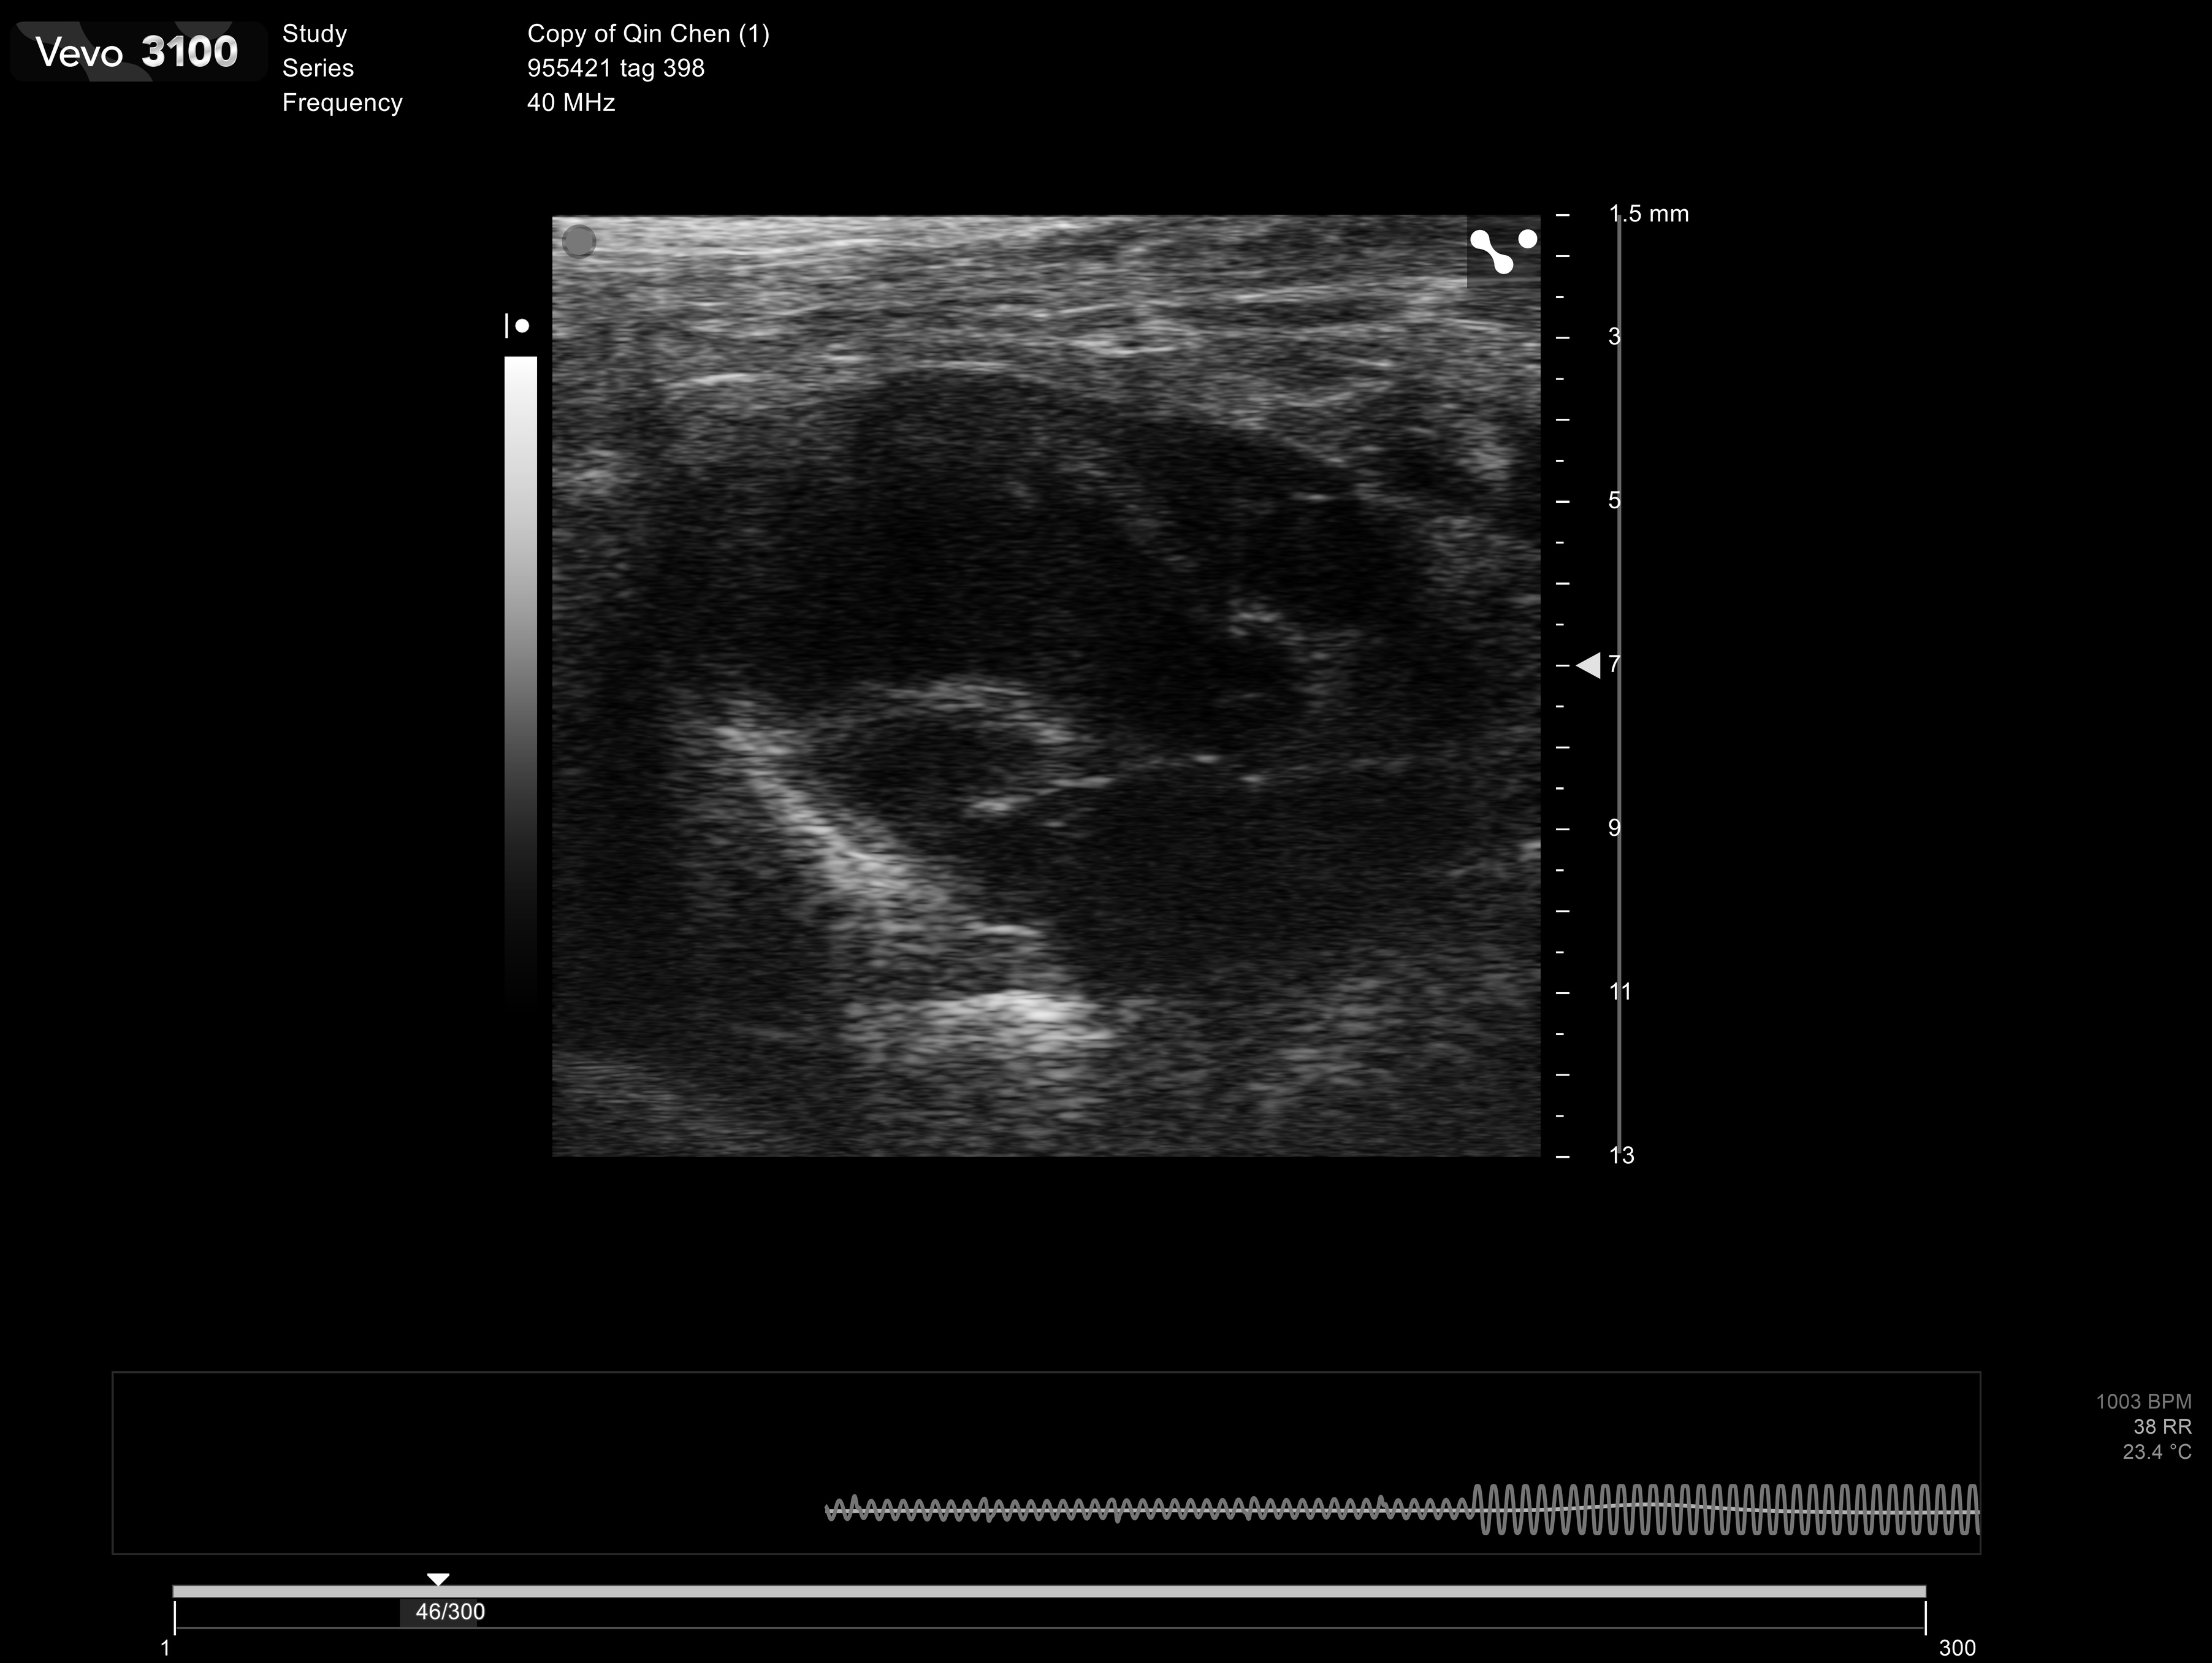 Vevo 3100
Study Copy of Qin Chen (1)
Series 955421 tag 398
Frequency 40 MHz
1.5 mm
3
5
7
9
11
13
1003 BPM
38 RR
23.4 °C
46/300
1
300